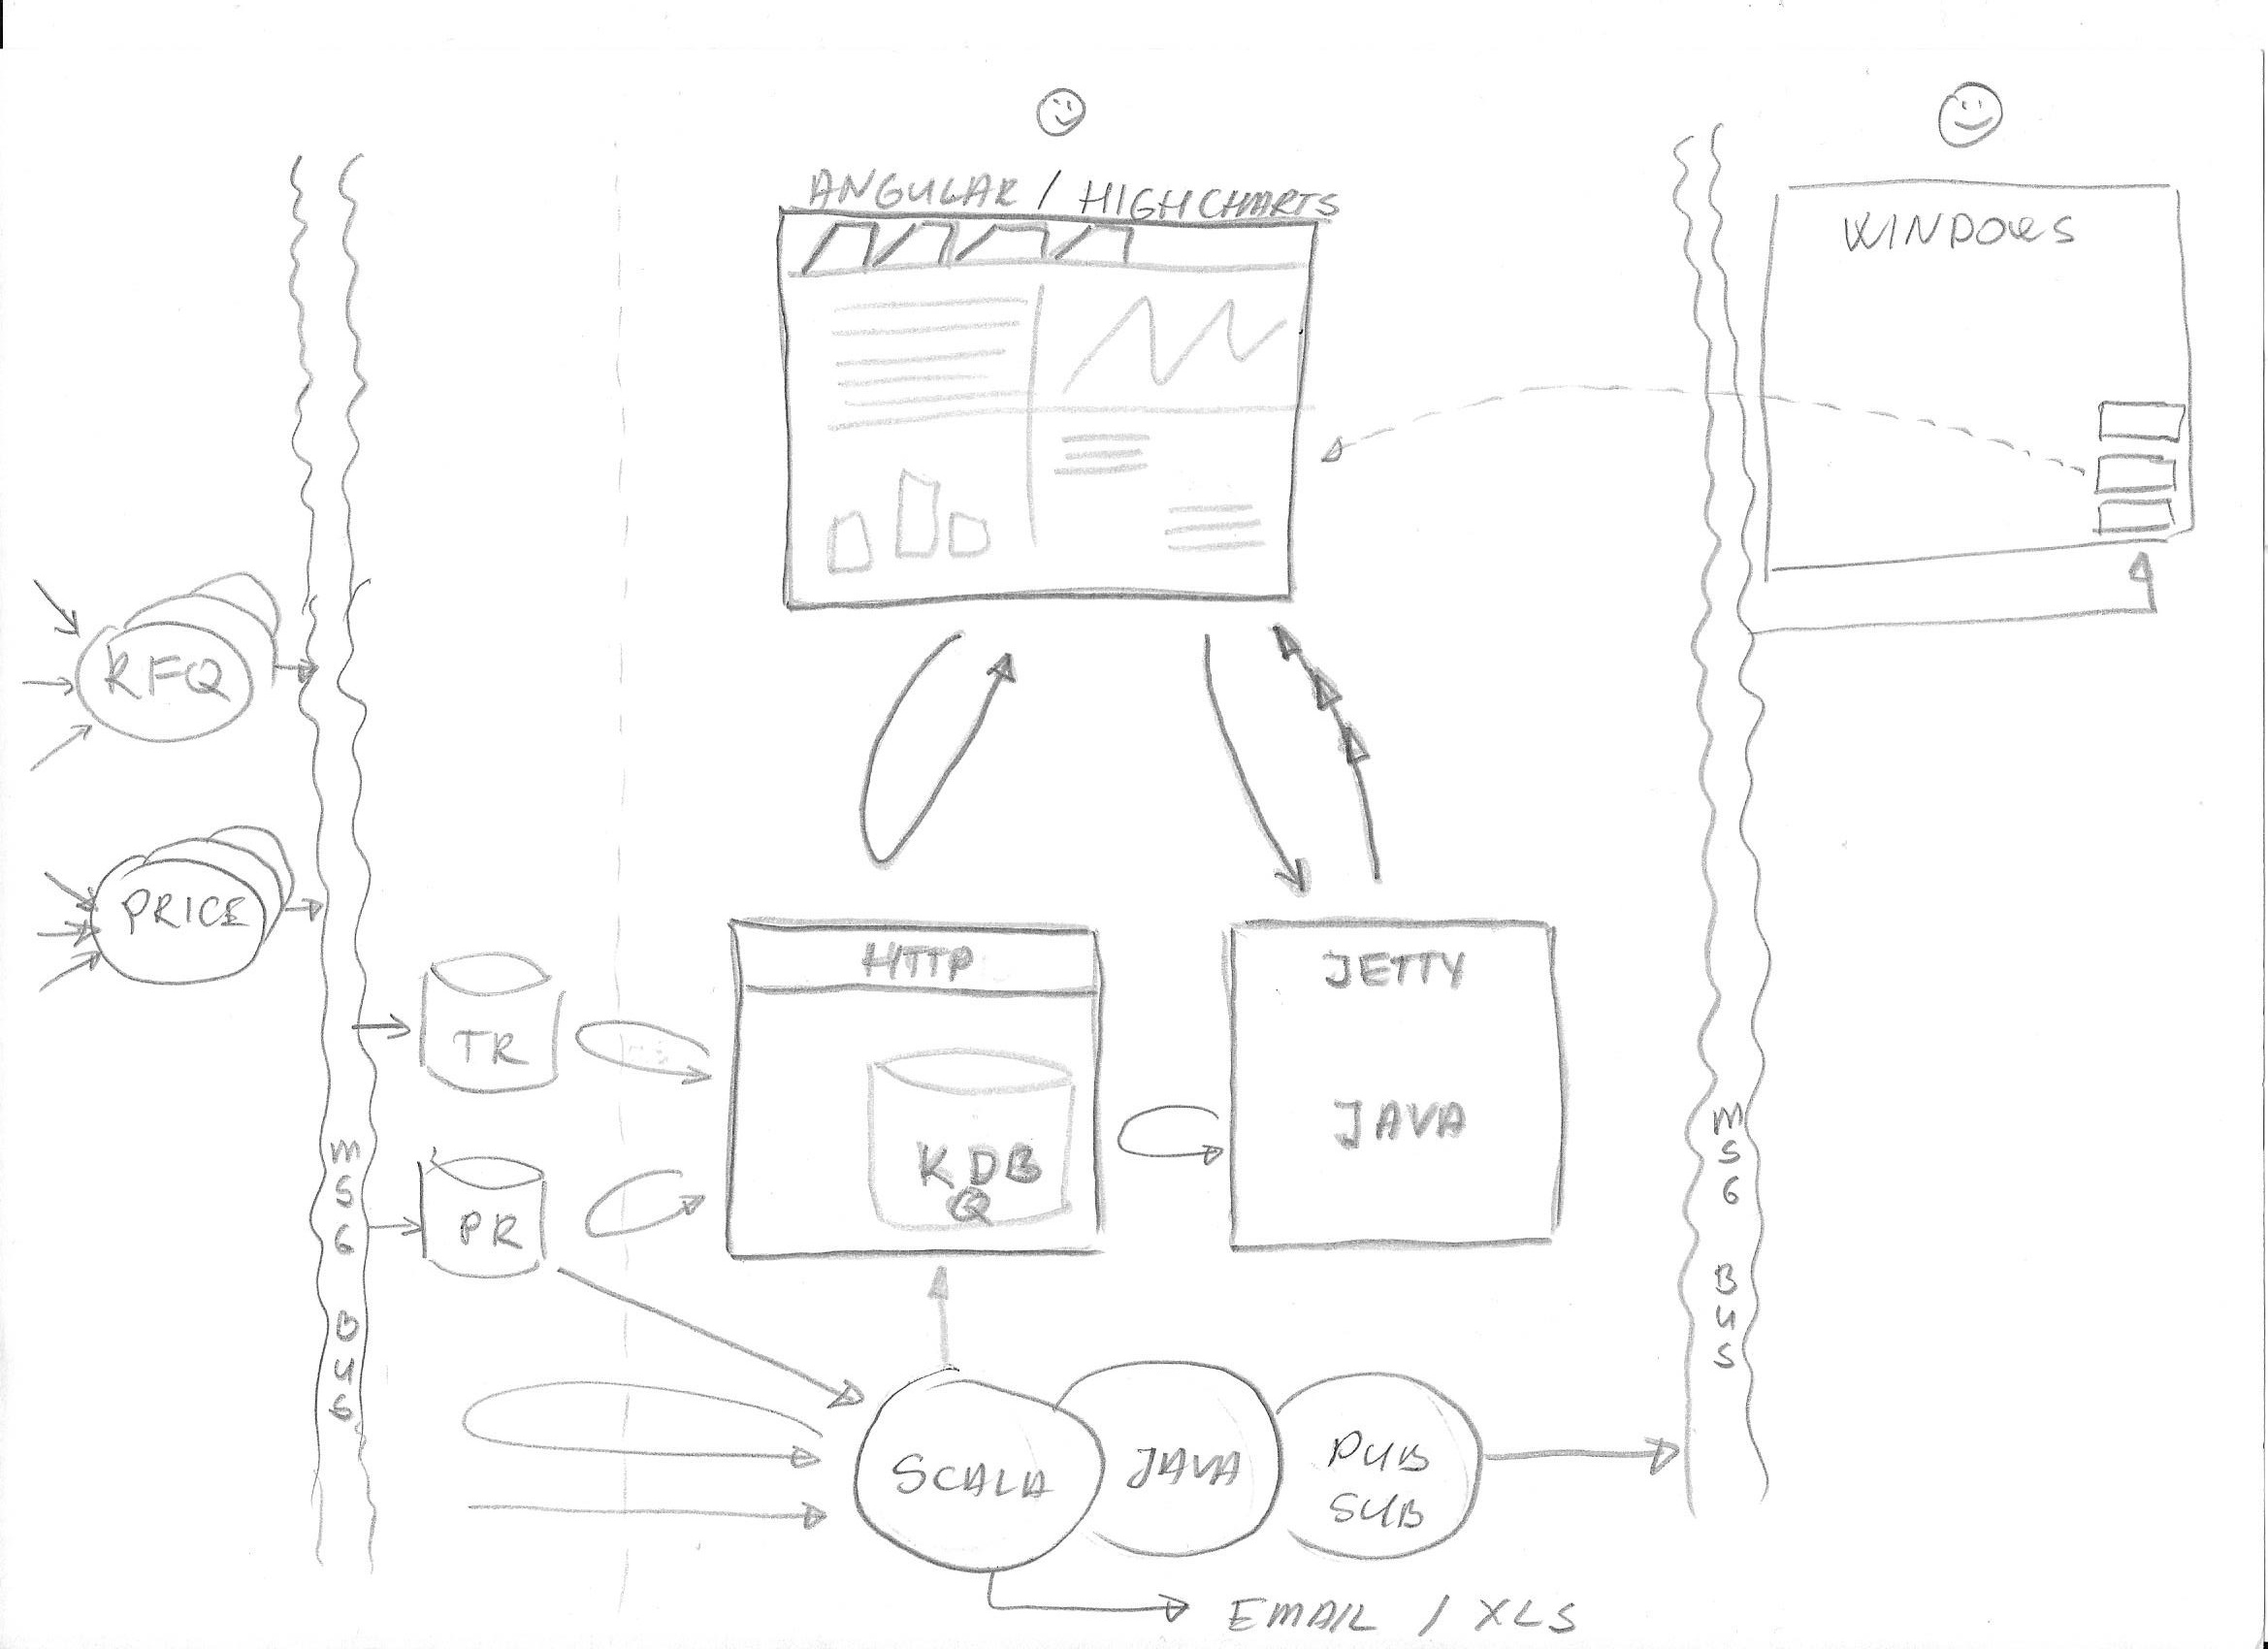 ANGULAR / HIGHCHARTS
WINDOWS
RFQ
PRICE
TR
PR
MSG BUS
HTTP
KDB
Q
JETTY
JAVA
MSG BUS
SCALA
JAVA
PUB
SUB
EMAIL / XLS